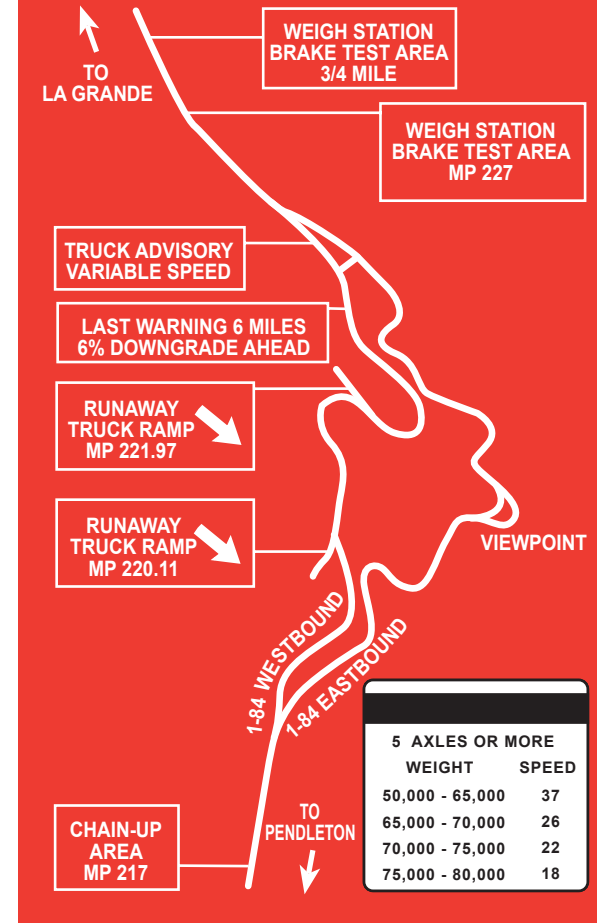 TO
LA GRANDE
WEIGH STATION
BRAKE TEST AREA
3/4 MILE
WEIGH STATION
BRAKE TEST AREA
MP 227
TRUCK ADVISORY
VARIABLE SPEED
LAST WARNING 6 MILES
6% DOWNGRADE AHEAD
RUNAWAY
TRUCK RAMP
MP 221.97
RUNAWAY
TRUCK RAMP
MP 220.11
VIEWPOINT
1-84 WESTBOUND
1-84 EASTBOUND
5 AXLES OR MORE
WEIGHT SPEED
50,000 - 65,000 37
65,000 - 70,000 26
70,000 - 75,000 22
75,000 - 80,000 18
TO
PENDLETON
CHAIN-UP
AREA
MP 217